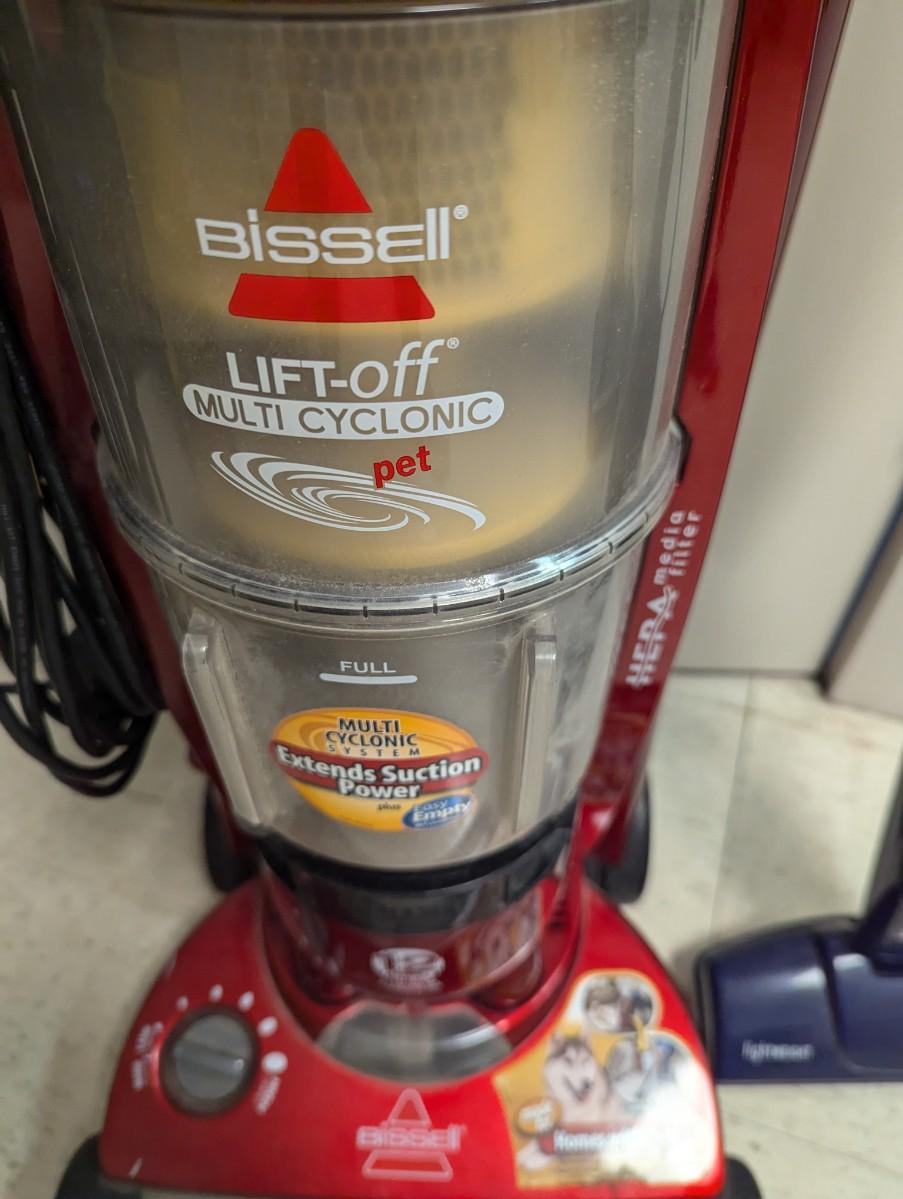 BISSEll®
LIFT-off®
MULTI CYCLONIC
pet
HEPA media
filter
FULL
MULTI
CYCLONIC
SYSTEM
Extends Suction
Power
plus
Easy
Empty
BISSEll